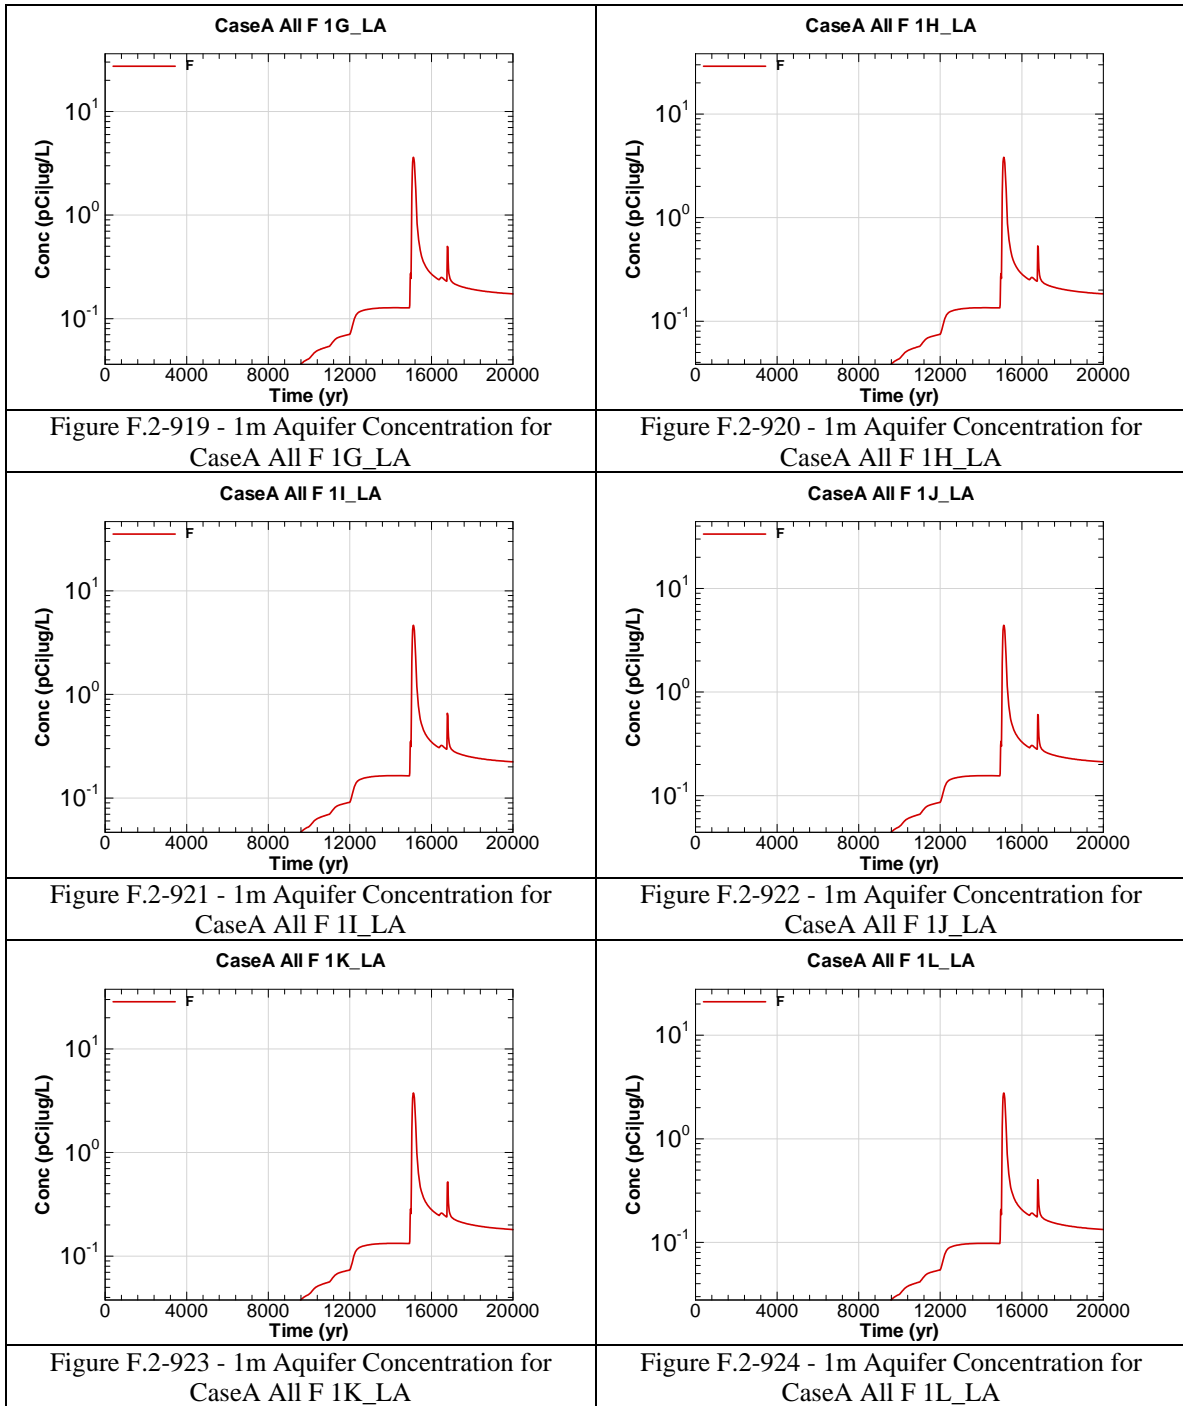 CaseA All F 1G_LA
F
Conc (pCi|ug/L)
10^1
10^0
10^-1
0 4000 8000 12000 16000 20000
Time (yr)
Figure F.2-919 - 1m Aquifer Concentration for
CaseA All F 1G_LA
CaseA All F 1H_LA
F
Conc (pCi|ug/L)
10^1
10^0
10^-1
0 4000 8000 12000 16000 20000
Time (yr)
Figure F.2-920 - 1m Aquifer Concentration for
CaseA All F 1H_LA
CaseA All F 1I_LA
F
Conc (pCi|ug/L)
10^1
10^0
10^-1
0 4000 8000 12000 16000 20000
Time (yr)
Figure F.2-921 - 1m Aquifer Concentration for
CaseA All F 1I_LA
CaseA All F 1J_LA
F
Conc (pCi|ug/L)
10^1
10^0
10^-1
0 4000 8000 12000 16000 20000
Time (yr)
Figure F.2-922 - 1m Aquifer Concentration for
CaseA All F 1J_LA
CaseA All F 1K_LA
F
Conc (pCi|ug/L)
10^1
10^0
10^-1
0 4000 8000 12000 16000 20000
Time (yr)
Figure F.2-923 - 1m Aquifer Concentration for
CaseA All F 1K_LA
CaseA All F 1L_LA
F
Conc (pCi|ug/L)
10^1
10^0
10^-1
0 4000 8000 12000 16000 20000
Time (yr)
Figure F.2-924 - 1m Aquifer Concentration for
CaseA All F 1L_LA